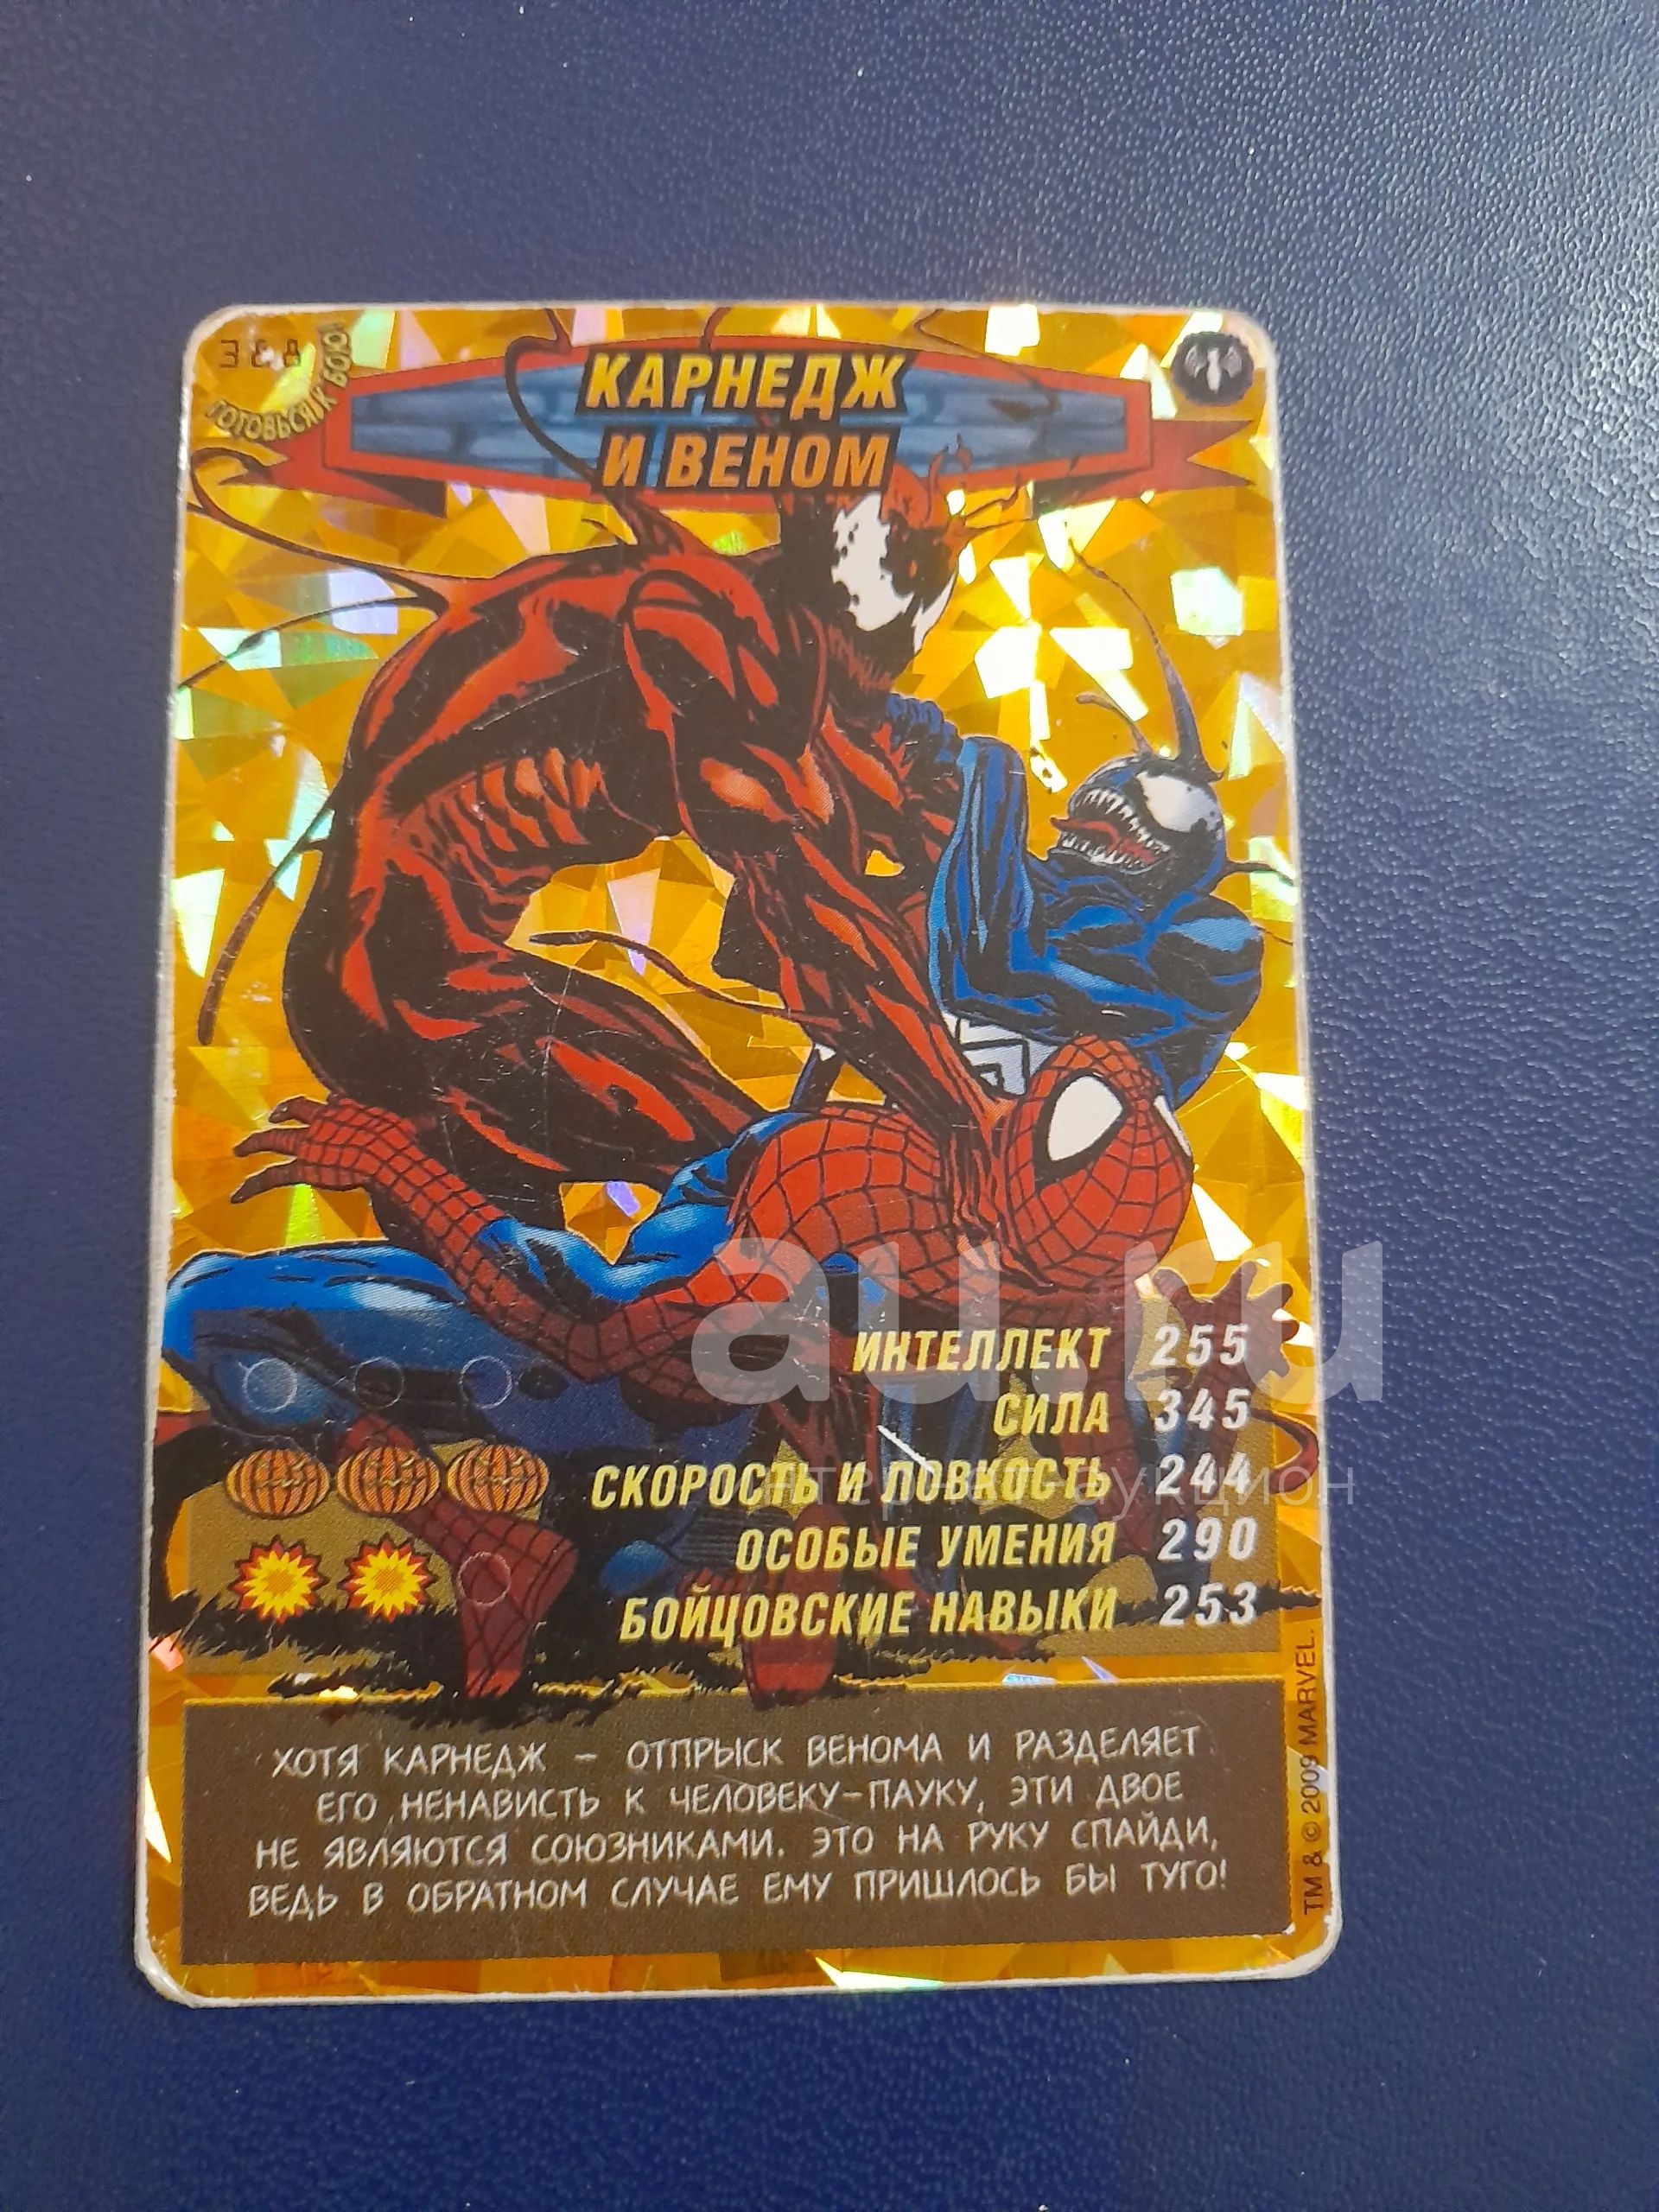 ГОТОВЬСЯ К БОЮ!
КАРНЕДЖ
И ВЕНОМ
au.ru
интернет-аукцион
ИНТЕЛЛЕКТ 255
СИЛА 345
СКОРОСТЬ И ЛОВКОСТЬ 244
ОСОБЫЕ УМЕНИЯ 290
БОЙЦОВСКИЕ НАВЫКИ 253
ХОТЯ КАРНЕДЖ – ОТПРЫСК ВЕНОМА И РАЗДЕЛЯЕТ
ЕГО НЕНАВИСТЬ К ЧЕЛОВЕКУ-ПАУКУ, ЭТИ ДВОЕ
НЕ ЯВЛЯЮТСЯ СОЮЗНИКАМИ. ЭТО НА РУКУ СПАЙДИ,
ВЕДЬ В ОБРАТНОМ СЛУЧАЕ ЕМУ ПРИШЛОСЬ БЫ ТУГО!
TM & © 2009 MARVEL.